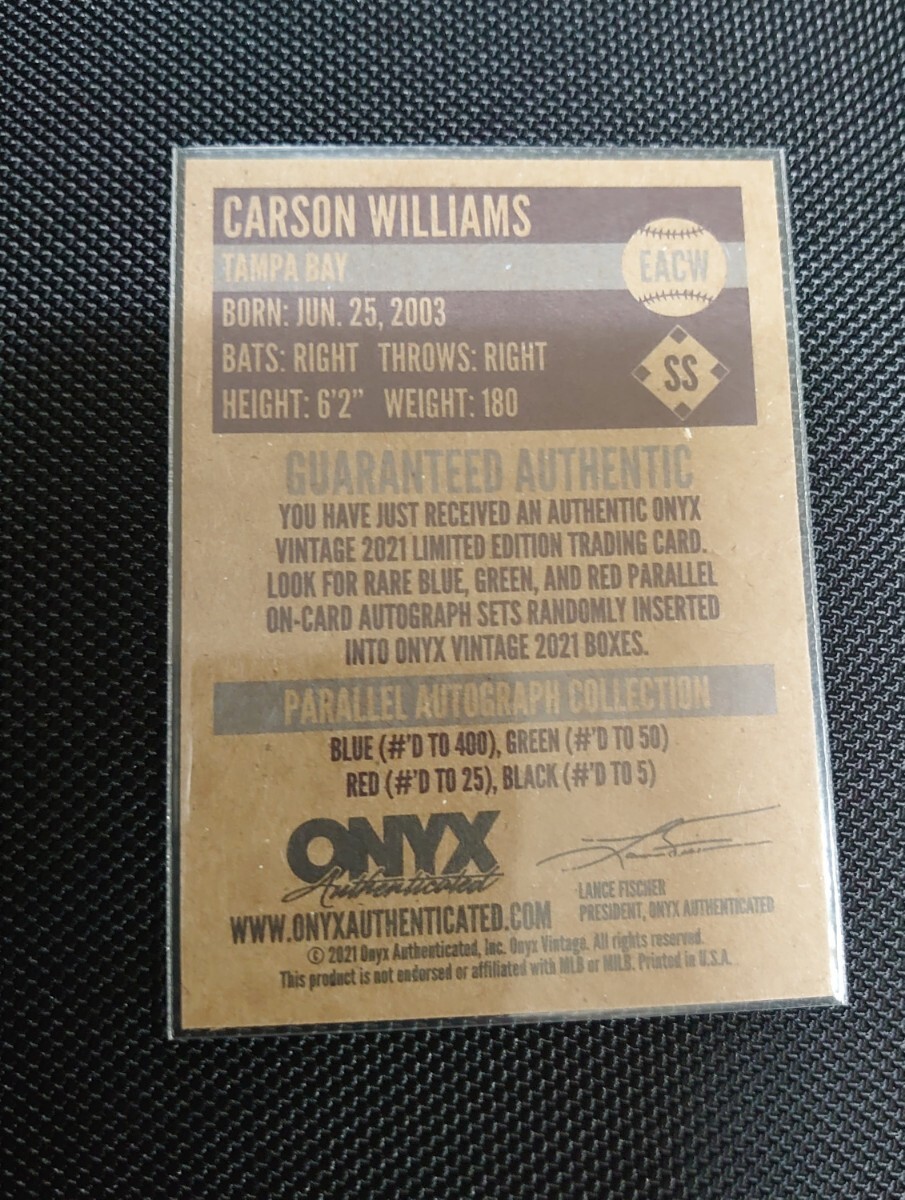 CARSON WILLIAMS
TAMPA BAY
EACW
BORN: JUN. 25, 2003
BATS: RIGHT THROWS: RIGHT
SS
HEIGHT: 6'2" WEIGHT: 180
GUARANTEED AUTHENTIC
YOU HAVE JUST RECEIVED AN AUTHENTIC ONYX
VINTAGE 2021 LIMITED EDITION TRADING CARD.
LOOK FOR RARE BLUE, GREEN, AND RED PARALLEL
ON-CARD AUTOGRAPH SETS RANDOMLY INSERTED
INTO ONYX VINTAGE 2021 BOXES.
PARALLEL AUTOGRAPH COLLECTION
BLUE (#'D TO 400), GREEN (#'D TO 50)
RED (#'D TO 25), BLACK (#'D TO 5)
ONYX
Authenticated
LANCE FISCHER
PRESIDENT, ONYX AUTHENTICATED
WWW.ONYXAUTHENTICATED.COM
© 2021 Onyx Authenticated, Inc. Onyx Vintage. All rights reserved.
This product is not endorsed or affiliated with MLB or MILB. Printed in U.S.A.